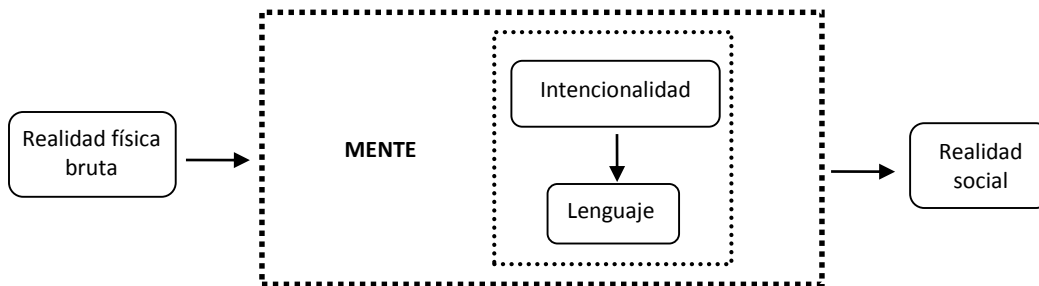 Realidad física
bruta
MENTE
Intencionalidad
Lenguaje
Realidad
social